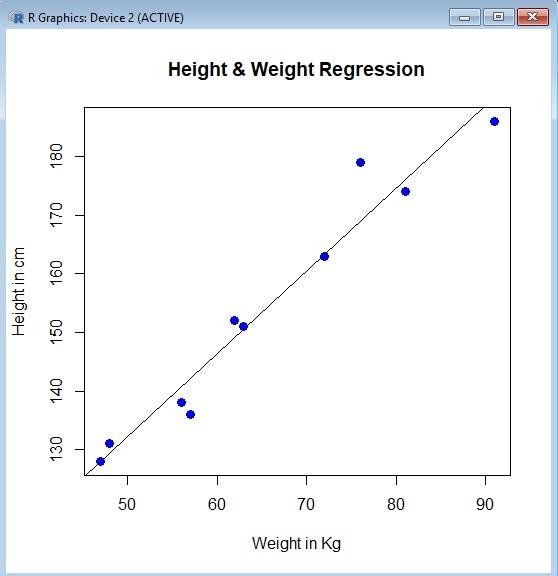 R Graphics: Device 2 (ACTIVE)
Height & Weight Regression
Height in cm
180
170
160
150
140
130
50 60 70 80 90
Weight in Kg